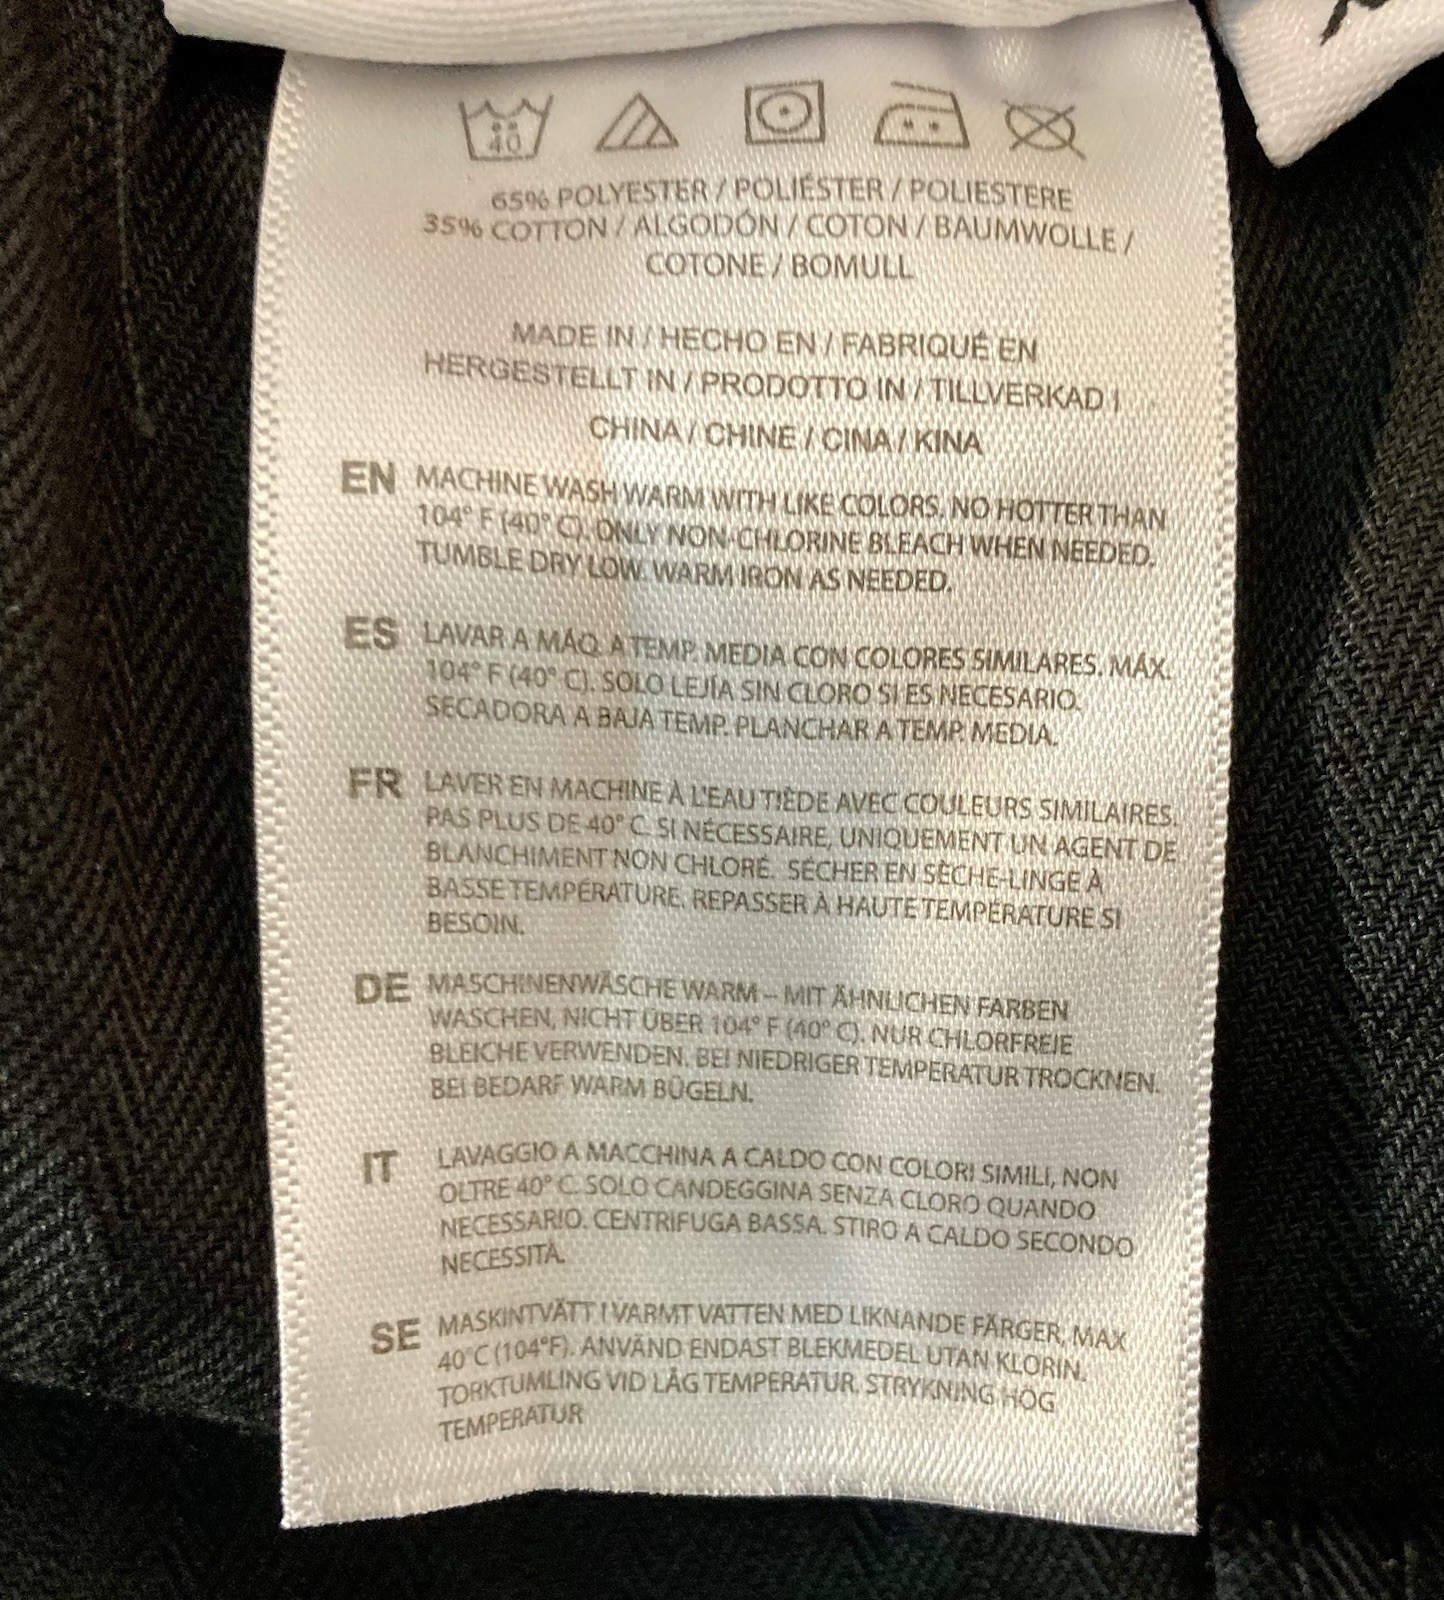 40
65% POLYESTER / POLIÉSTER / POLIESTERE
35% COTTON / ALGODÓN / COTON / BAUMWOLLE /
COTONE / BOMULL
MADE IN / HECHO EN / FABRIQUÉ EN
HERGESTELLT IN / PRODOTTO IN / TILLVERKAD I
CHINA / CHINE / CINA / KINA
EN MACHINE WASH WARM WITH LIKE COLORS. NO HOTTER THAN
104° F (40° C). ONLY NON-CHLORINE BLEACH WHEN NEEDED.
TUMBLE DRY LOW. WARM IRON AS NEEDED.
ES LAVAR A MÁQ. A TEMP. MEDIA CON COLORES SIMILARES. MÁX.
104° F (40° C). SOLO LEJÍA SIN CLORO SI ES NECESARIO.
SECADORA A BAJA TEMP. PLANCHAR A TEMP. MEDIA.
FR LAVER EN MACHINE À L'EAU TIÈDE AVEC COULEURS SIMILAIRES.
PAS PLUS DE 40° C. SI NÉCESSAIRE, UNIQUEMENT UN AGENT DE
BLANCHIMENT NON CHLORÉ. SÉCHER EN SÈCHE-LINGE À
BASSE TEMPÉRATURE. REPASSER À HAUTE TEMPÉRATURE SI
BESOIN.
DE MASCHINENWÄSCHE WARM – MIT ÄHNLICHEN FARBEN
WASCHEN, NICHT ÜBER 104° F (40° C). NUR CHLORFREIE
BLEICHE VERWENDEN. BEI NIEDRIGER TEMPERATUR TROCKNEN.
BEI BEDARF WARM BÜGELN.
IT LAVAGGIO A MACCHINA A CALDO CON COLORI SIMILI, NON
OLTRE 40° C. SOLO CANDEGGINA SENZA CLORO QUANDO
NECESSARIO. CENTRIFUGA BASSA. STIRO A CALDO SECONDO
NECESSITÀ.
SE MASKINTVÄTT I VARMT VATTEN MED LIKNANDE FÄRGER, MAX
40°C (104°F). ANVÄND ENDAST BLEKMEDEL UTAN KLORIN.
TORKTUMLING VID LÅG TEMPERATUR. STRYKNING HÖG
TEMPERATUR